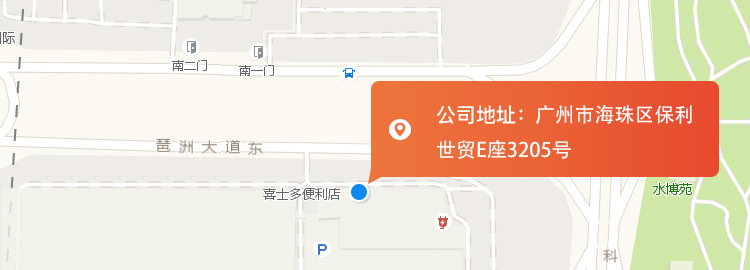 国际
南二门
南一门
公司地址：广州市海珠区保利
世贸E座3205号
琶洲大道东
喜士多便利店
水博苑
P
科